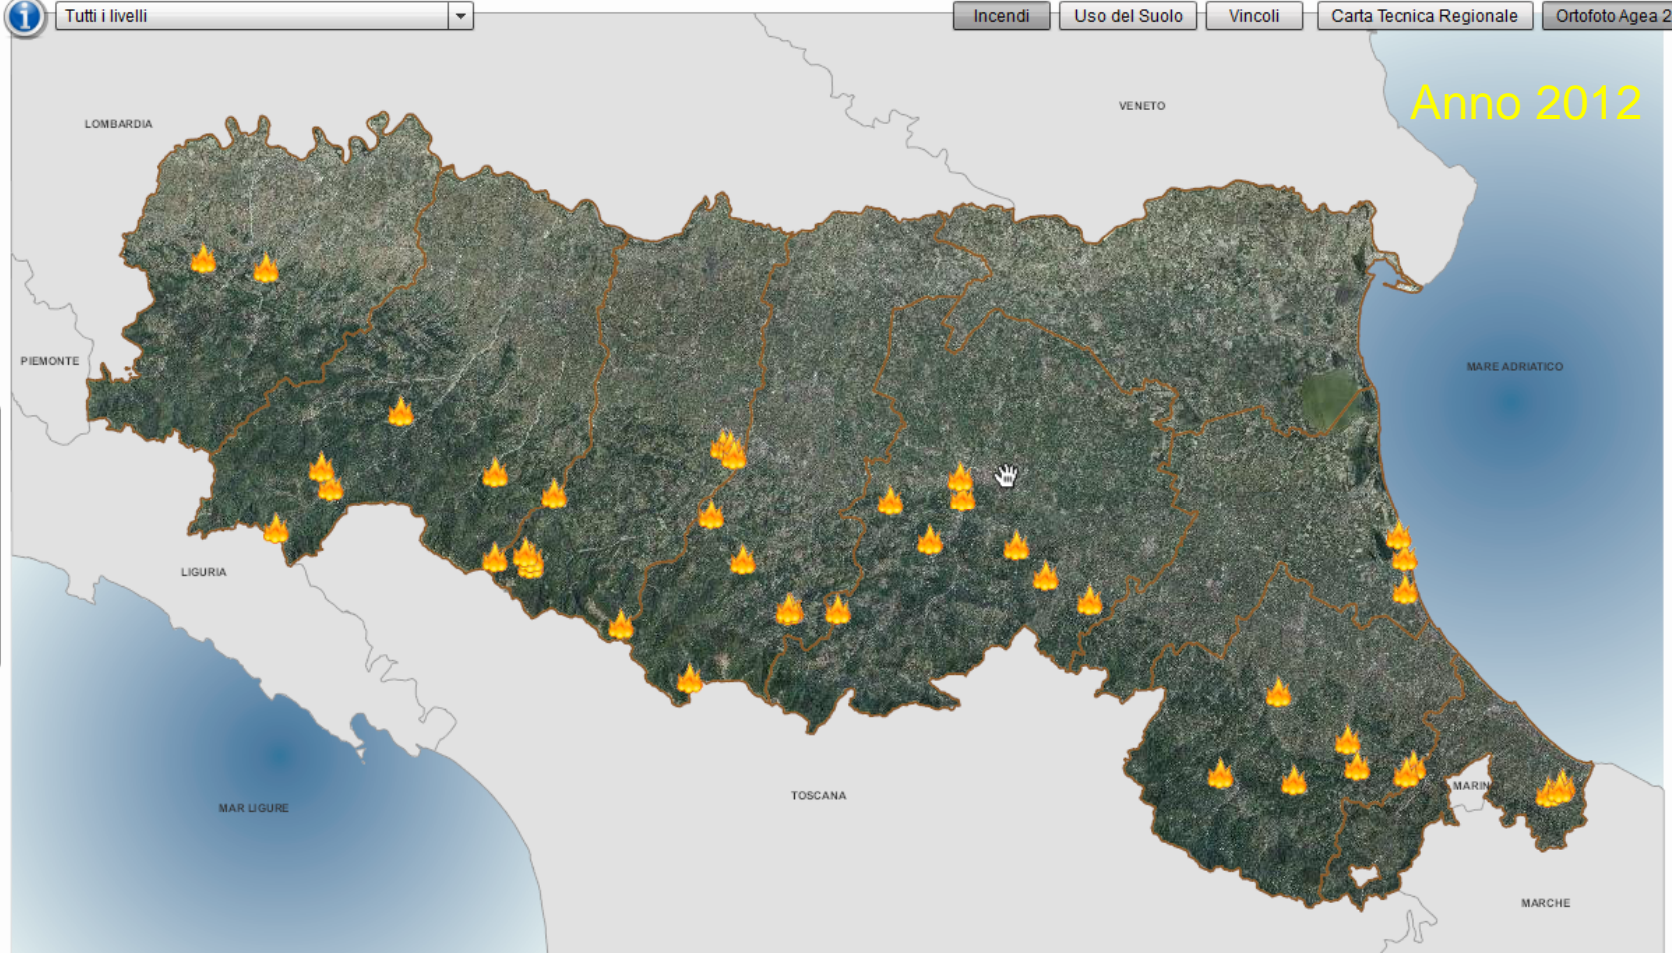 Tutti i livelli
Incendi
Uso del Suolo
Vincoli
Carta Tecnica Regionale
Ortofoto Agea 2
Anno 2012
VENETO
LOMBARDIA
PIEMONTE
MARE ADRIATICO
LIGURIA
MARIN
TOSCANA
MAR LIGURE
MARCHE